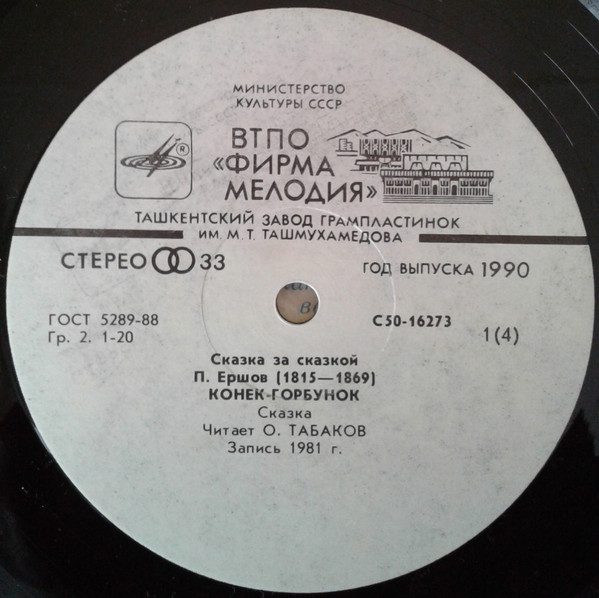 МИНИСТЕРСТВО
КУЛЬТУРЫ СССР
ВТПО
«ФИРМА
МЕЛОДИЯ»
ТАШКЕНТСКИЙ ЗАВОД ГРАМПЛАСТИНОК
ИМ. М. Т. ТАШМУХАМЕДОВА
СТЕРЕО 33
ГОД ВЫПУСКА 1990
ГОСТ 5289-88
Гр. 2. 1-20
С50-16273
1(4)
Сказка за сказкой
П. Ершов (1815—1869)
КОНЕК-ГОРБУНОК
Сказка
Читает О. ТАБАКОВ
Запись 1981 г.